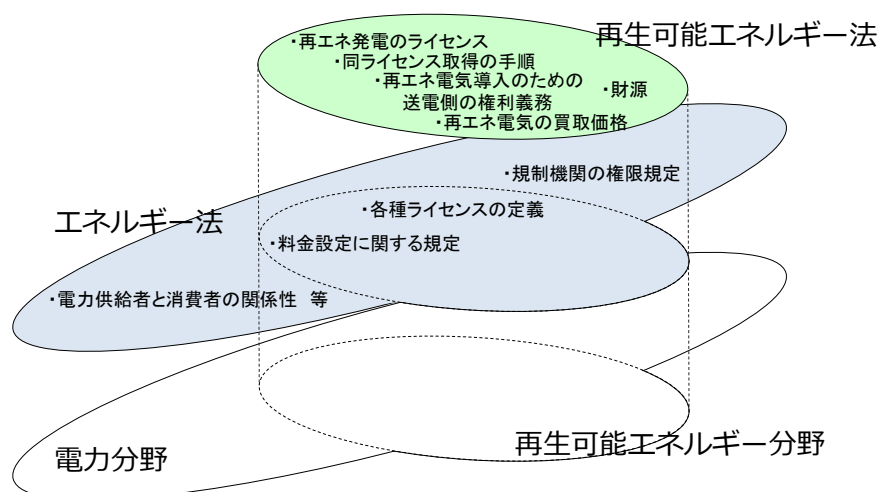 再生可能エネルギー法
・再エネ発電のライセンス
・同ライセンス取得の手順
・再エネ電気導入のための
送電側の権利義務
・財源
・再エネ電気の買取価格
・規制機関の権限規定
エネルギー法
・各種ライセンスの定義
・料金設定に関する規定
・電力供給者と消費者の関係性 等
再生可能エネルギー分野
電力分野